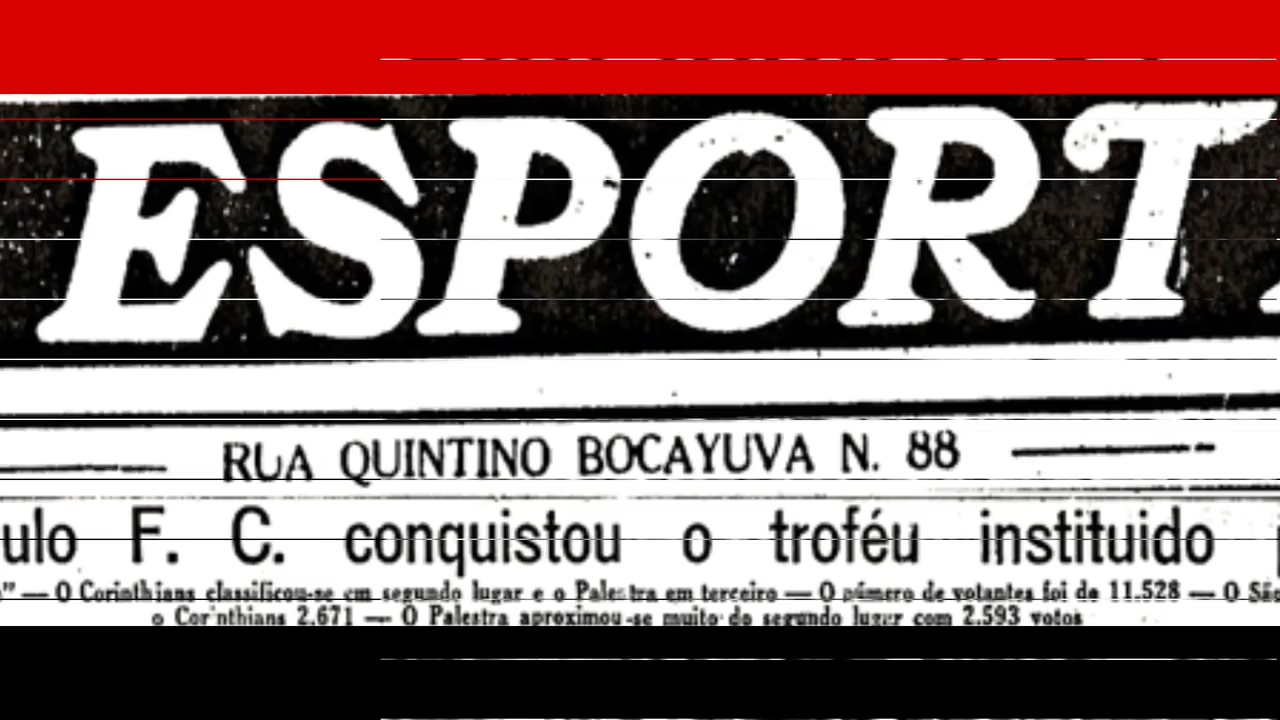 ESPORT
RUA QUINTINO BOCAYUVA N. 88
ulo F. C. conquistou o troféu instituido
" — O Corinthians classificou-se em segundo lugar e o Palestra em terceiro — O número de votantes foi de 11.528 — O São
o Corinthians 2.671 — O Palestra aproximou-se muito do segundo lugar com 2.593 votos